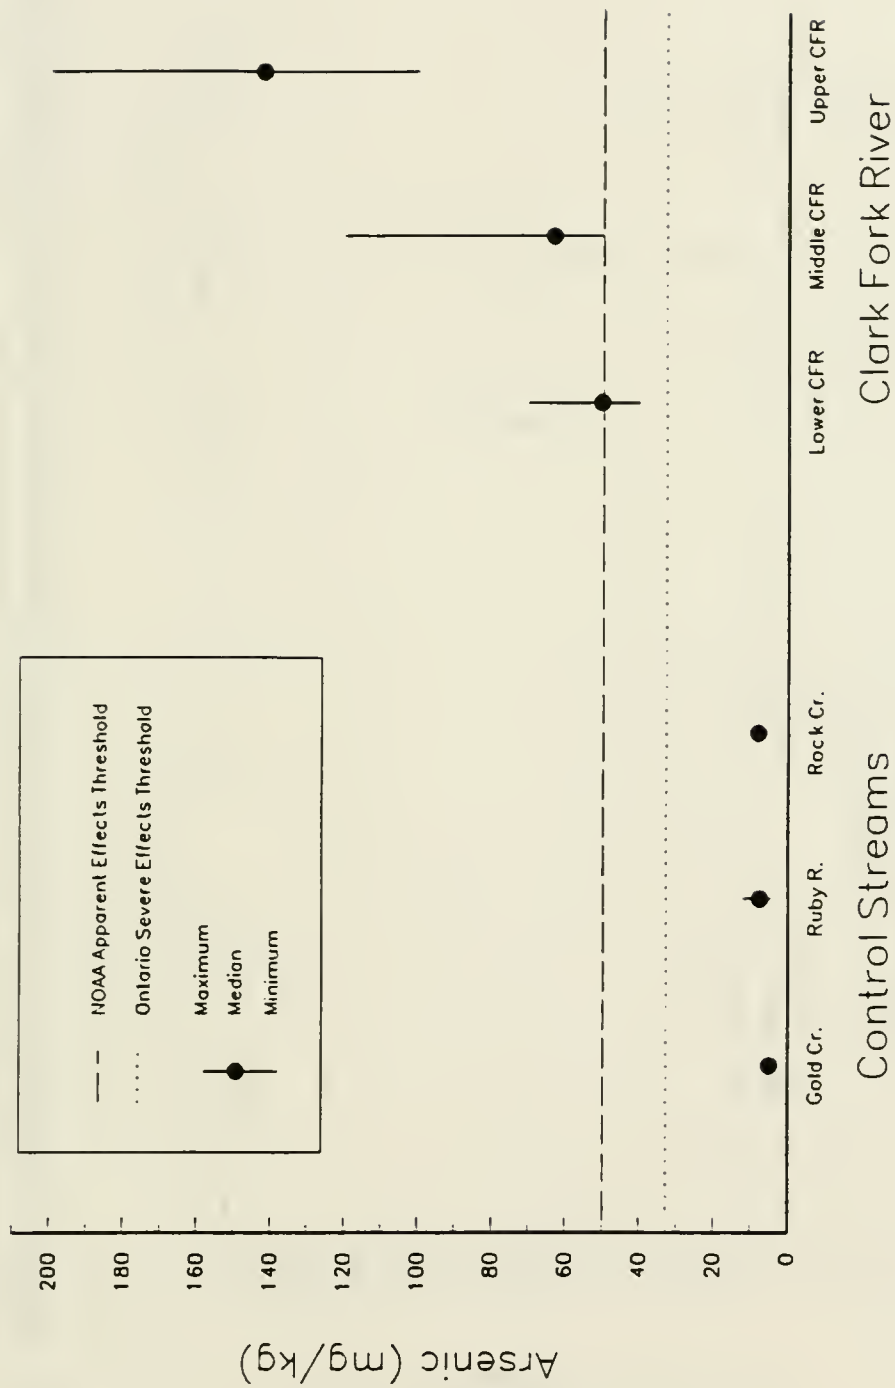 Arsenic (mg/kg)
200
180
160
140
120
100
80
60
40
20
0
NOAA Apparent Effects Threshold
Ontario Severe Effects Threshold
Maximum
Median
Minimum
Gold Cr.
Ruby R.
Rock Cr.
Lower CFR
Middle CFR
Upper CFR
Control Streams
Clark Fork River